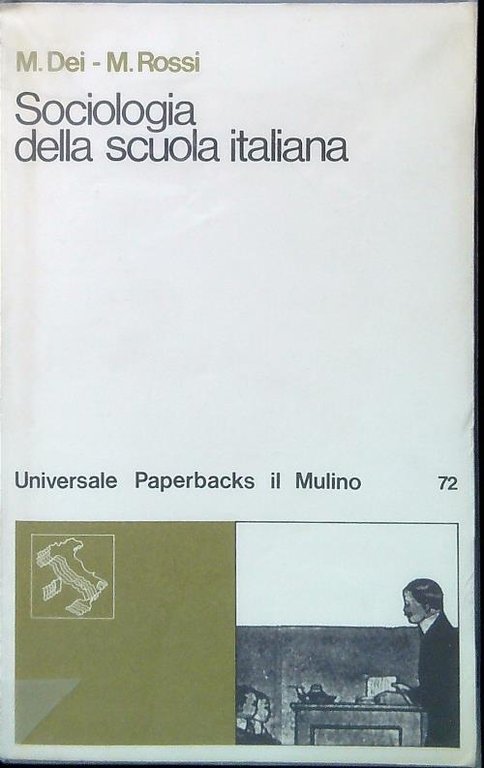 M. Dei - M. Rossi
Sociologia
della scuola italiana
Universale Paperbacks il Mulino 72